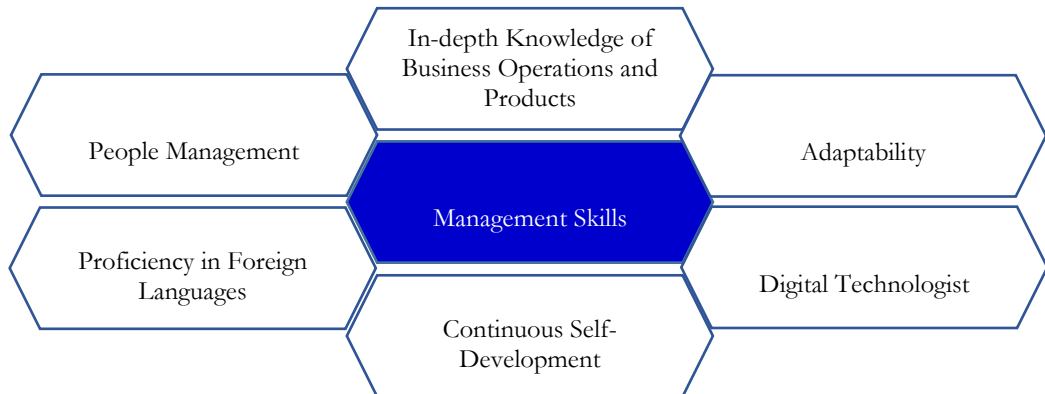 In-depth Knowledge of
Business Operations and
Products
People Management
Adaptability
Management Skills
Proficiency in Foreign
Languages
Digital Technologist
Continuous Self-
Development